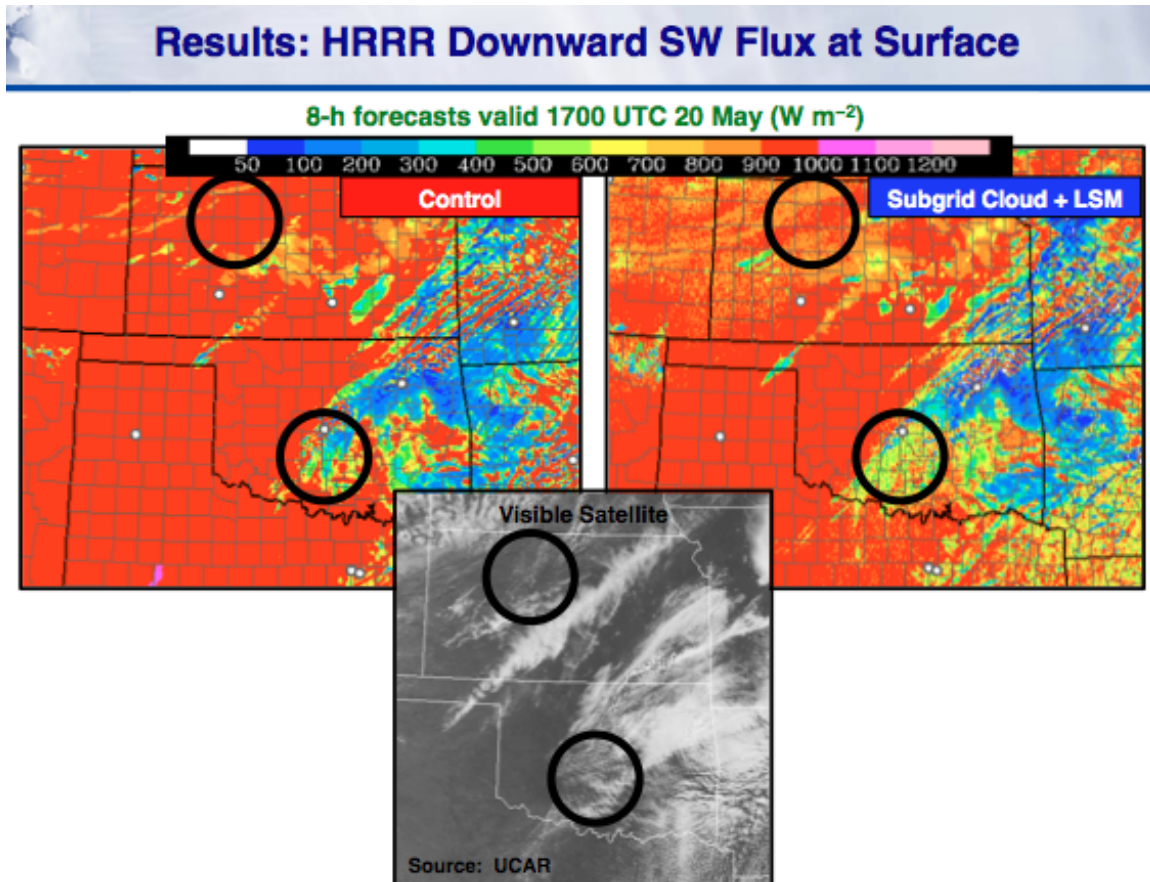 Results: HRRR Downward SW Flux at Surface
8-h forecasts valid 1700 UTC 20 May (W m−2)
50 100 200 300 400 500 600 700 800 900 1000 1100 1200
Control
Subgrid Cloud + LSM
Visible Satellite
Source: UCAR